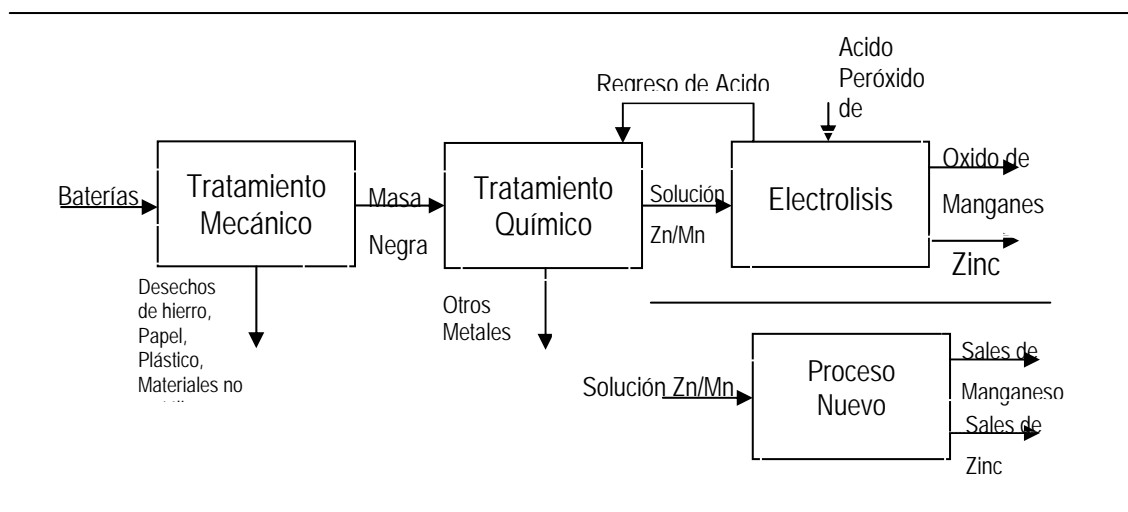 Acido
Peróxido
de
Regreso de Acido
Baterías
Tratamiento
Mecánico
Masa
Negra
Tratamiento
Químico
Solución
Zn/Mn
Electrolisis
Oxido de
Manganes
Zinc
Desechos
de hierro,
Papel,
Plástico,
Materiales no
Otros
Metales
Solución Zn/Mn
Proceso
Nuevo
Sales de
Manganeso
Sales de
Zinc